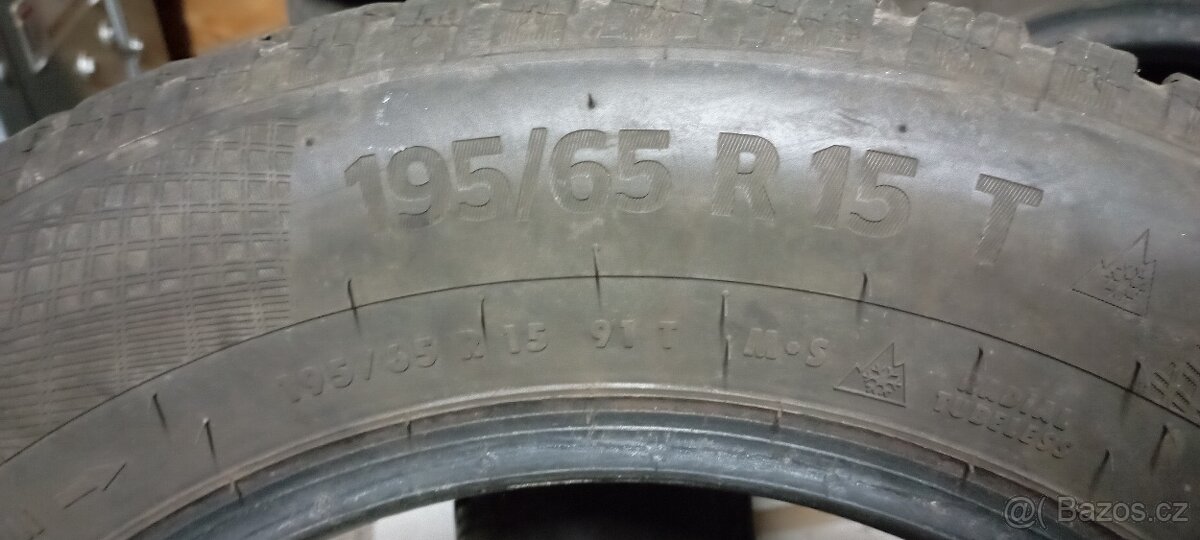 195/65 R 15 T
195/65 R 15 91 T M•S RADIAL
TUBELESS
@( Bazos.cz